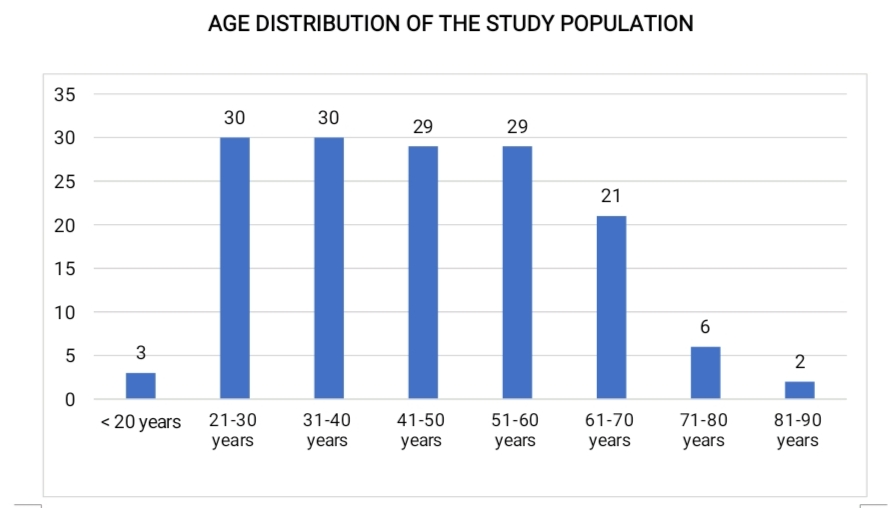 AGE DISTRIBUTION OF THE STUDY POPULATION
35
30
25
20
15
10
5
0
3
30
30
29
29
21
6
2
< 20 years
21-30
years
31-40
years
41-50
years
51-60
years
61-70
years
71-80
years
81-90
years